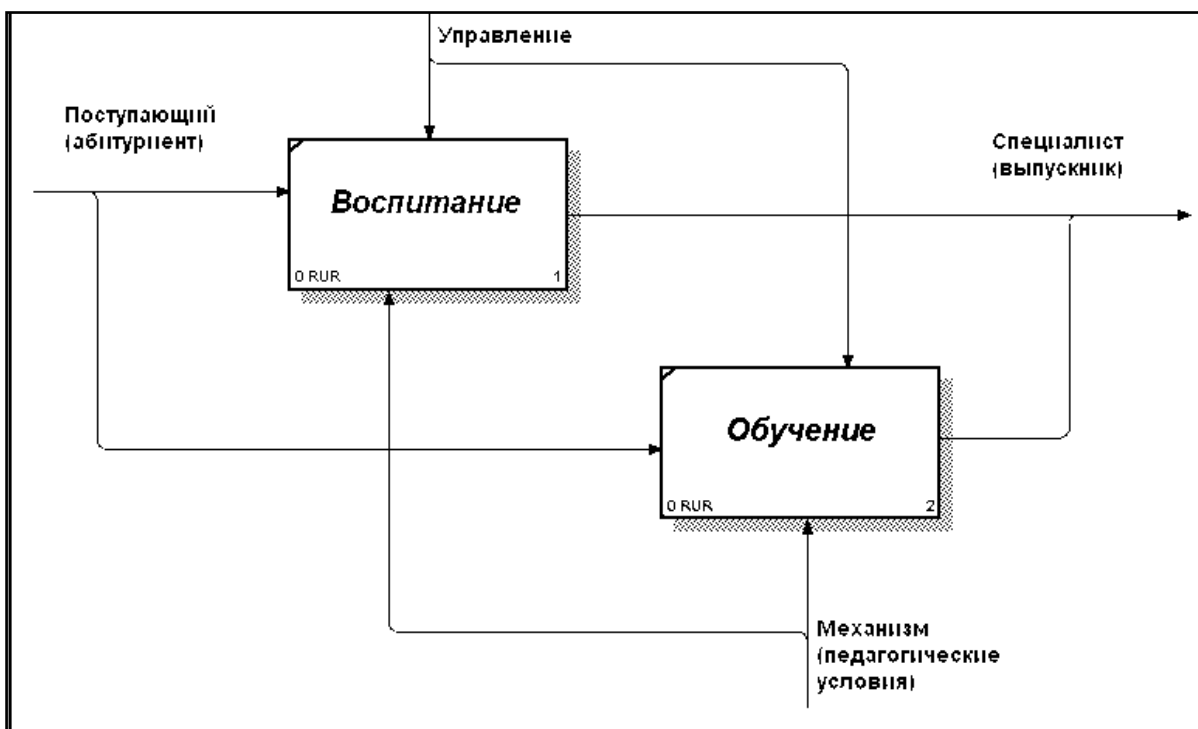 Управление
Поступающий
(абитуриент)
Специалист
(выпускник)
Воспитание
0 RUR
1
Обучение
0 RUR
2
Механизм
(педагогические
условия)